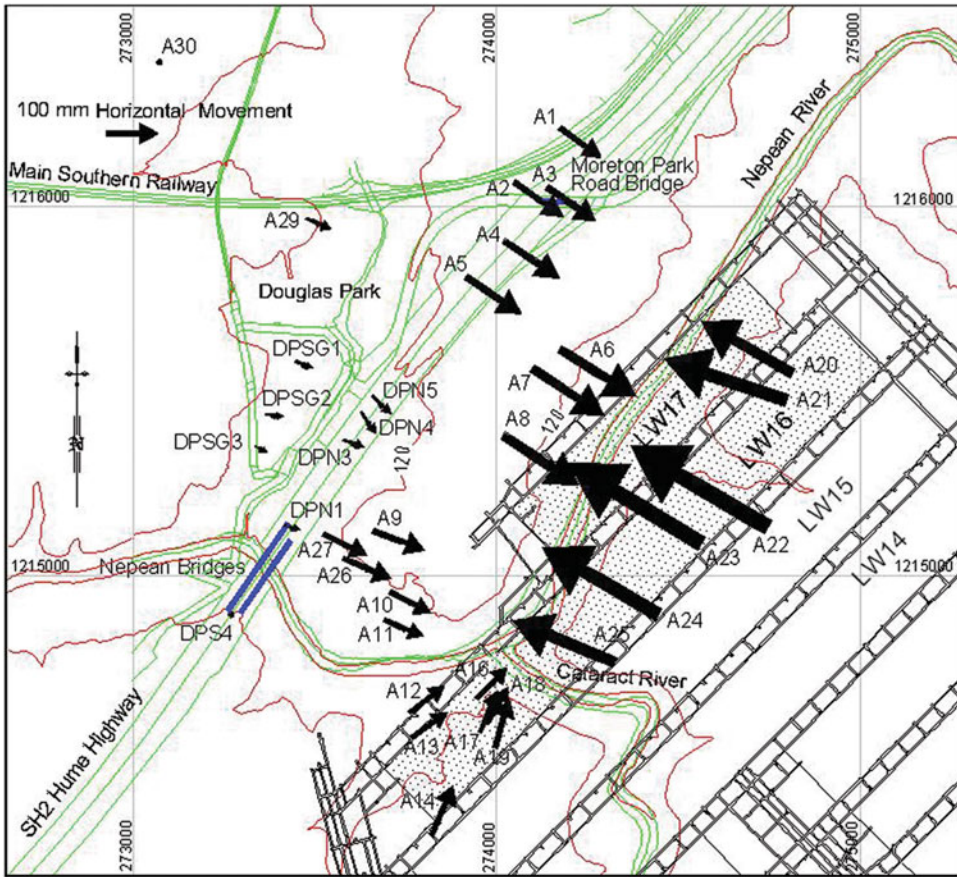 273000
274000
275000
A30
100 mm Horizontal Movement
Main Southern Railway
A1
Nepean River
Moreton Park
Road Bridge
A3
A2
1216000
1216000
A29
A4
A5
Douglas Park
DPSG1
DPSG2
DPSG3
DPN5
DPN4
DPN3
120
120
A6
A7
A8
A20
A21
LW17
LW16
LW15
LW14
DPN1
A9
A27
A26
Nepean Bridges
A10
A11
A22
A23
A24
A25
1215000
1215000
DPS4
Cataract River
A16
A18
A12
A13
A17
A19
A14
SH2 Hume Highway
273000
274000
275000